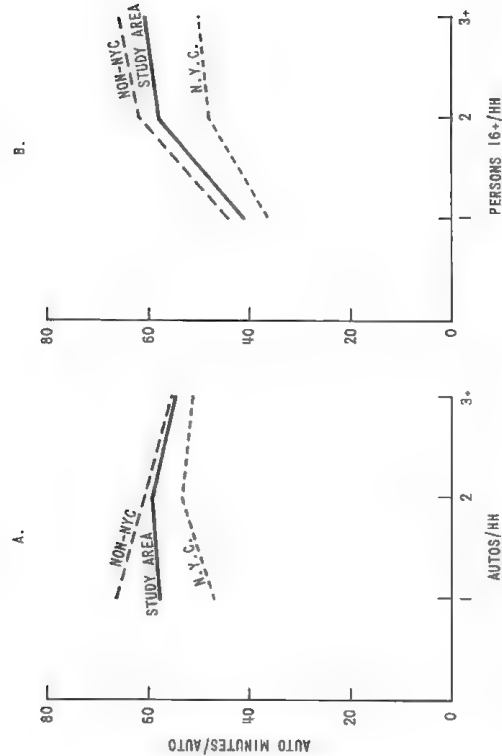 A.
80
60
40
20
0
AUTO MINUTES/AUTO
NON-NYC
STUDY AREA
N.Y.C.
1
2
3+
AUTOS/HH
B.
80
60
40
20
0
NON-NYC
STUDY AREA
N.Y.C.
1
2
3+
PERSONS 16+/HH